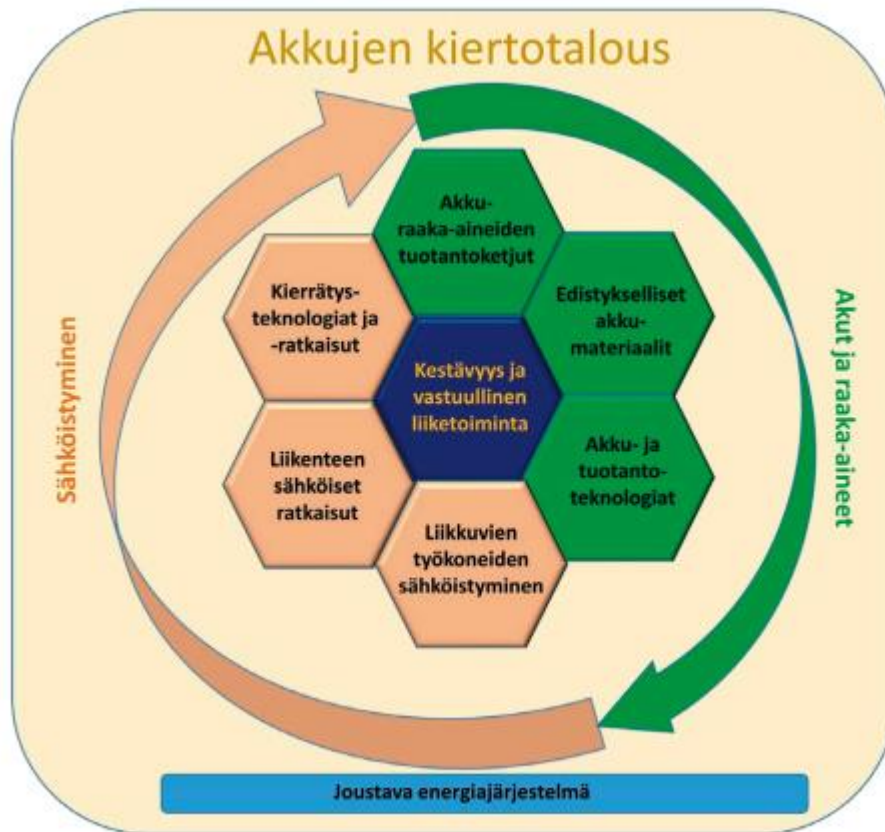 Akkujen kiertotalous
Akku-
raaka-aineiden
tuotantoketjut
Edistykselliset
akku-
materiaalit
Akku- ja
tuotanto-
teknologiat
Liikkuvien
työkoneiden
sähköistyminen
Liikenteen
sähköiset
ratkaisut
Kierrätys-
teknologiat ja
-ratkaisut
Kestävyys ja
vastuullinen
liiketoiminta
Sähköistyminen
Akut ja raaka-aineet
Joustava energiajärjestelmä